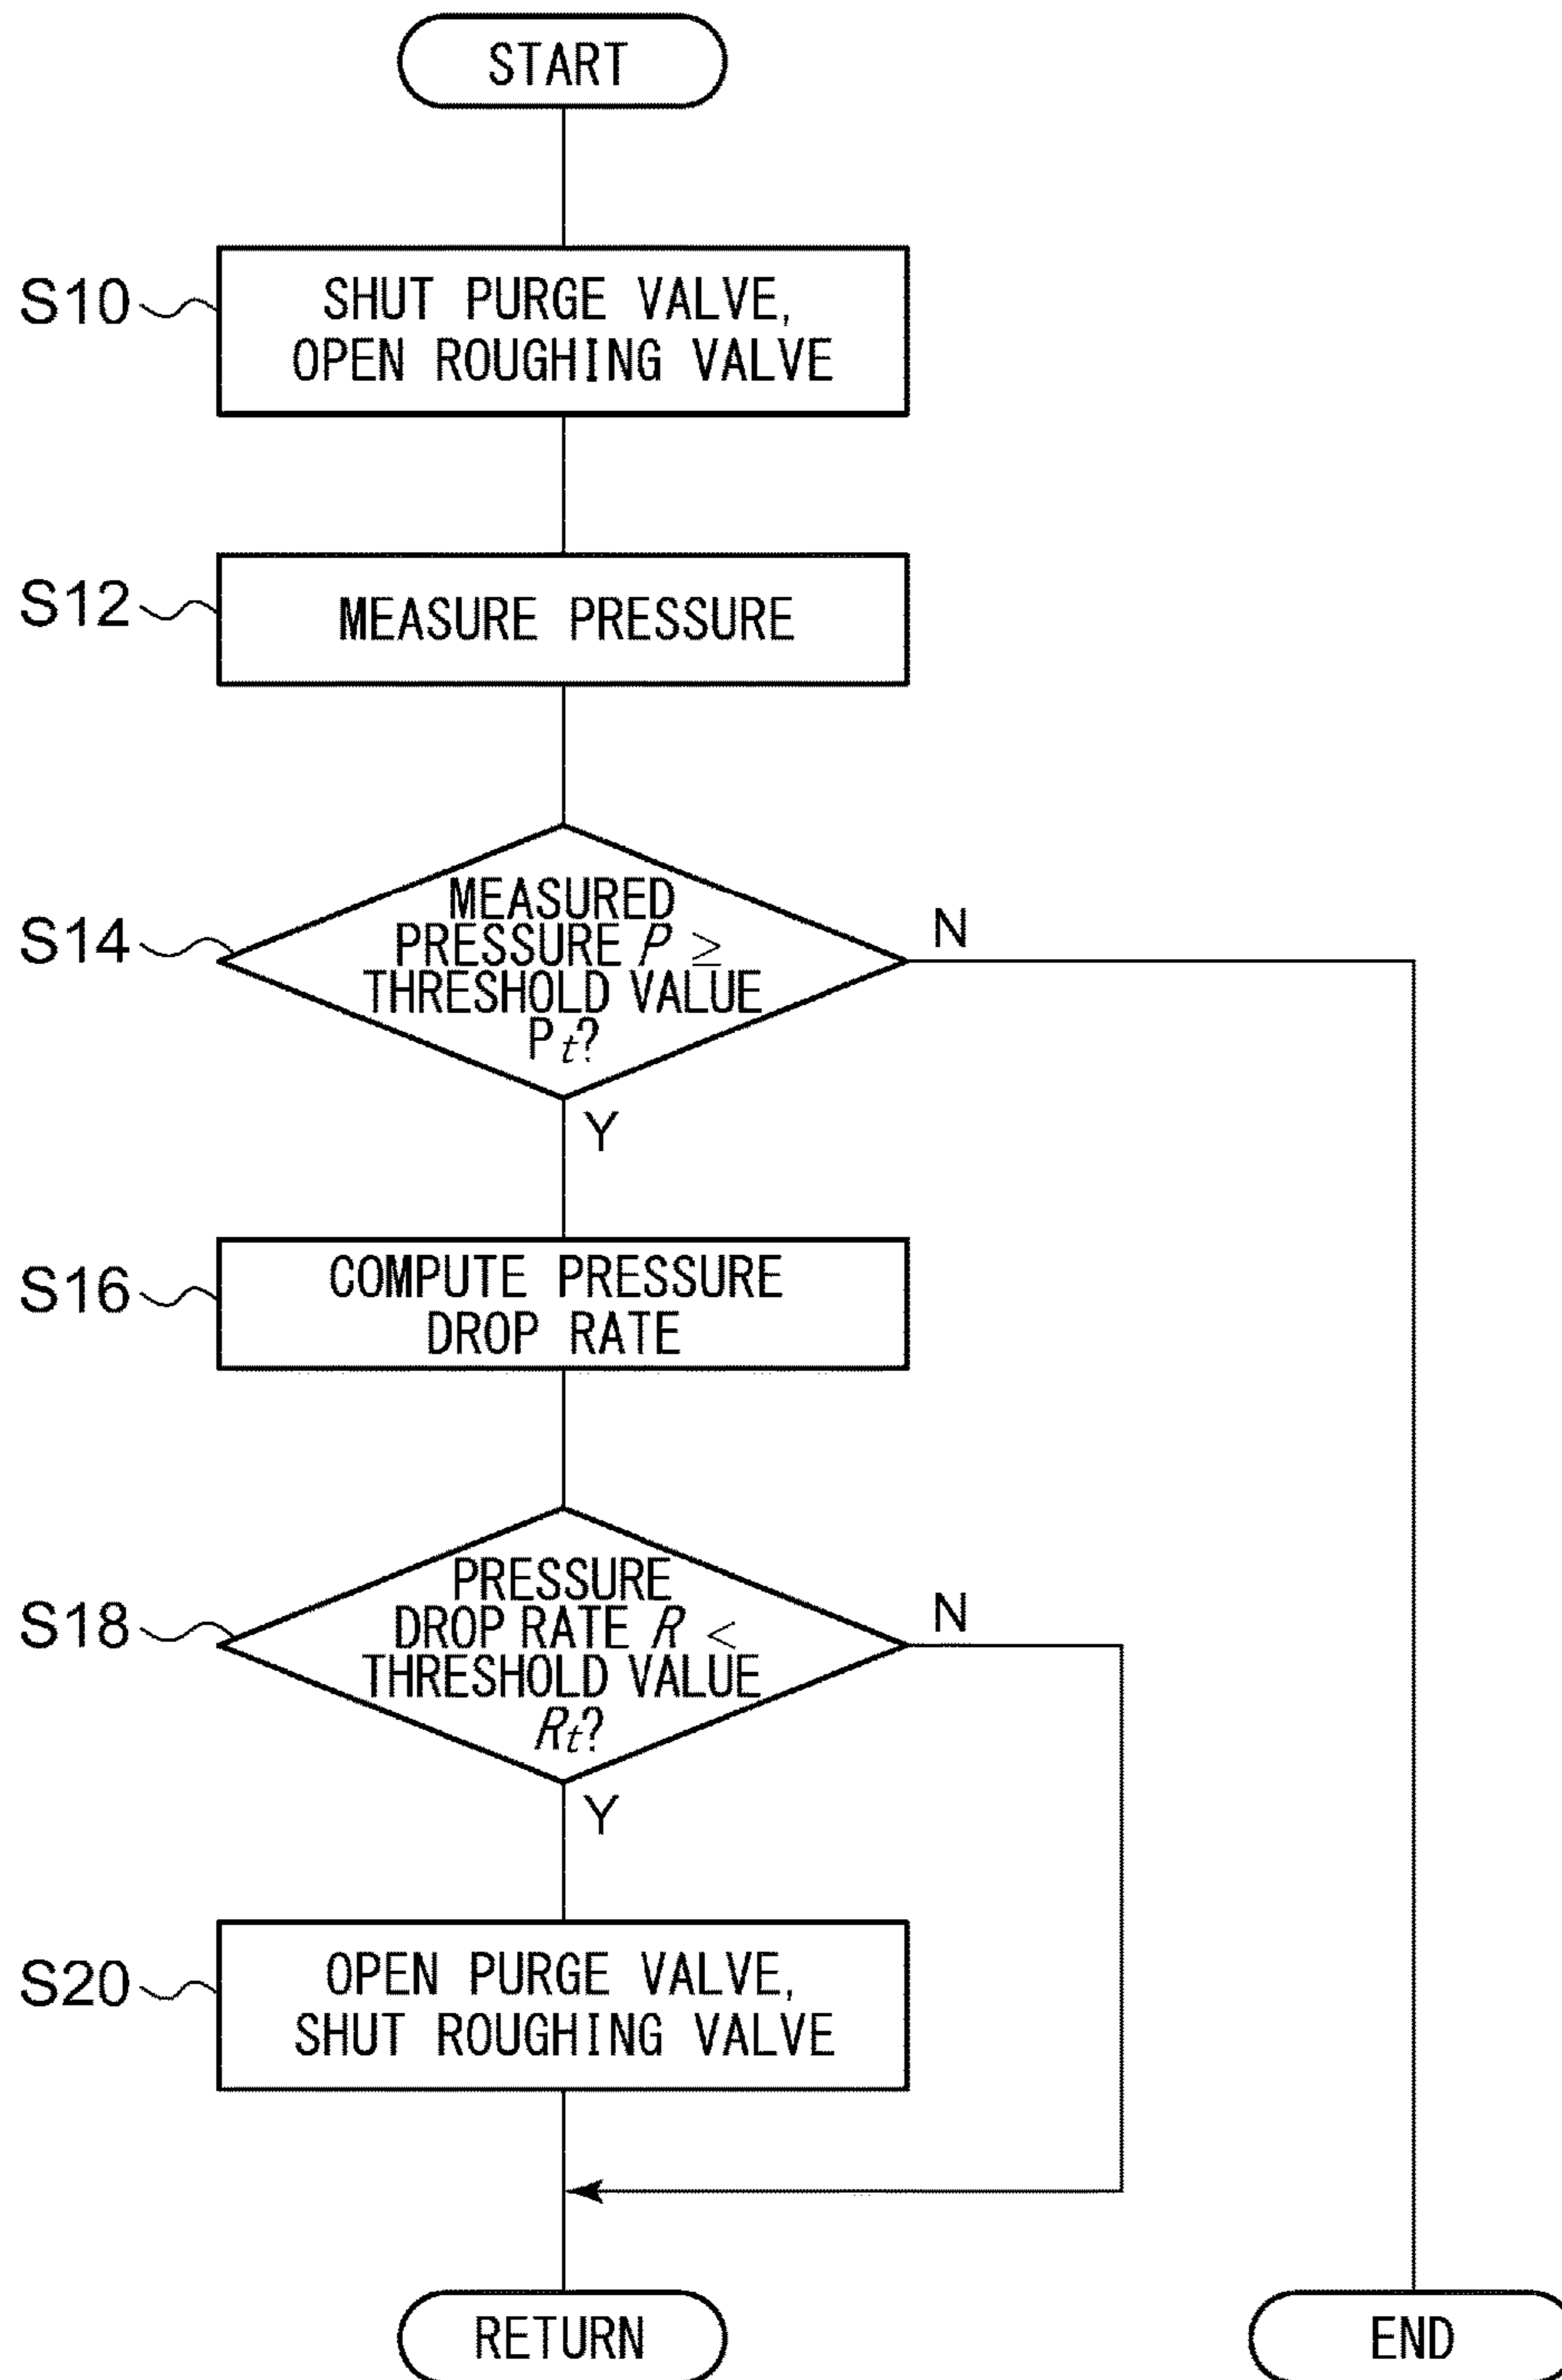 START
S10
SHUT PURGE VALVE,
OPEN ROUGHING VALVE
S12
MEASURE PRESSURE
S14
MEASURED
PRESSURE P ≥
THRESHOLD VALUE
Pt?
N
Y
S16
COMPUTE PRESSURE
DROP RATE
S18
PRESSURE
DROP RATE R <
THRESHOLD VALUE
Rt?
N
Y
S20
OPEN PURGE VALVE,
SHUT ROUGHING VALVE
RETURN
END